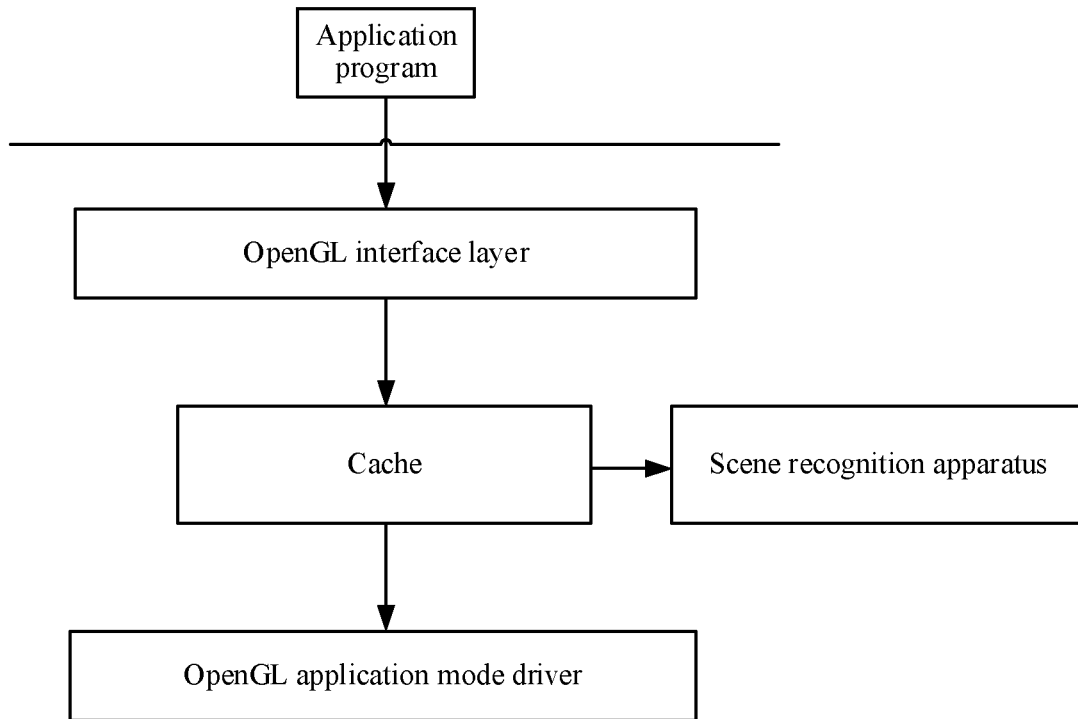 Application
program
OpenGL interface layer
Cache
Scene recognition apparatus
OpenGL application mode driver